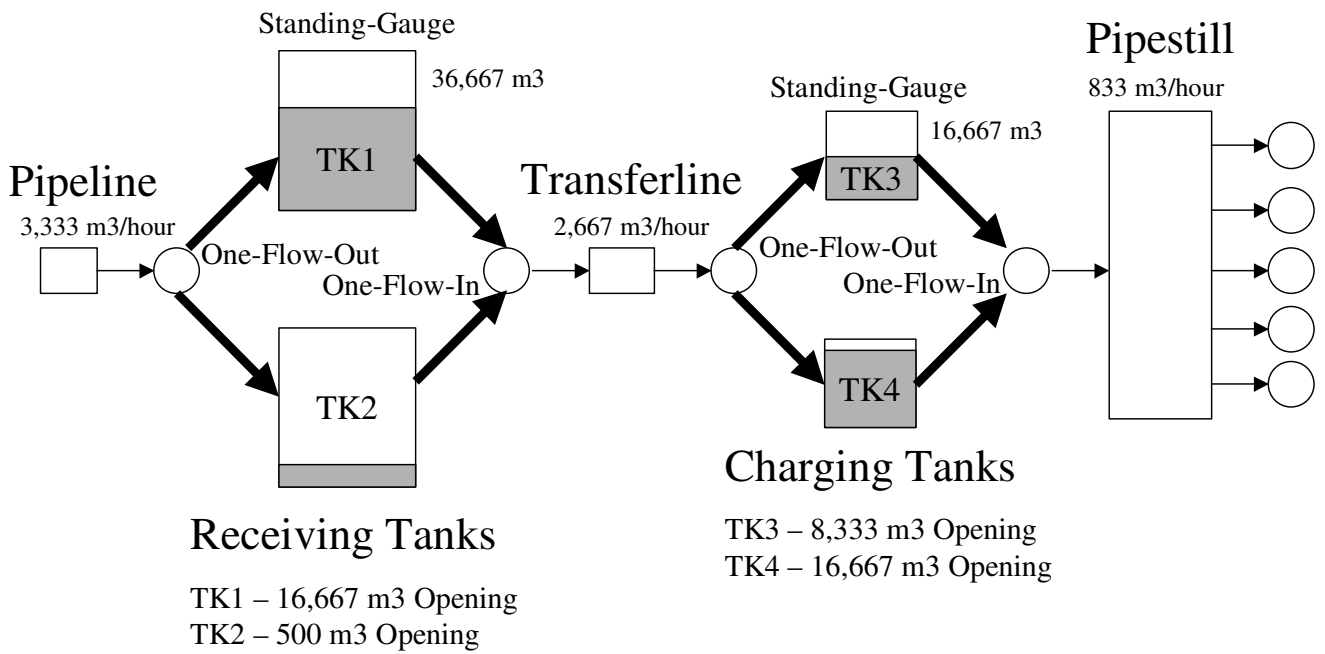 Standing-Gauge
36,667 m3
TK1
Pipeline
3,333 m3/hour
One-Flow-Out
One-Flow-In
TK2
Receiving Tanks
TK1 – 16,667 m3 Opening
TK2 – 500 m3 Opening
Transferline
2,667 m3/hour
Standing-Gauge
16,667 m3
TK3
One-Flow-Out
One-Flow-In
TK4
Charging Tanks
TK3 – 8,333 m3 Opening
TK4 – 16,667 m3 Opening
Pipestill
833 m3/hour